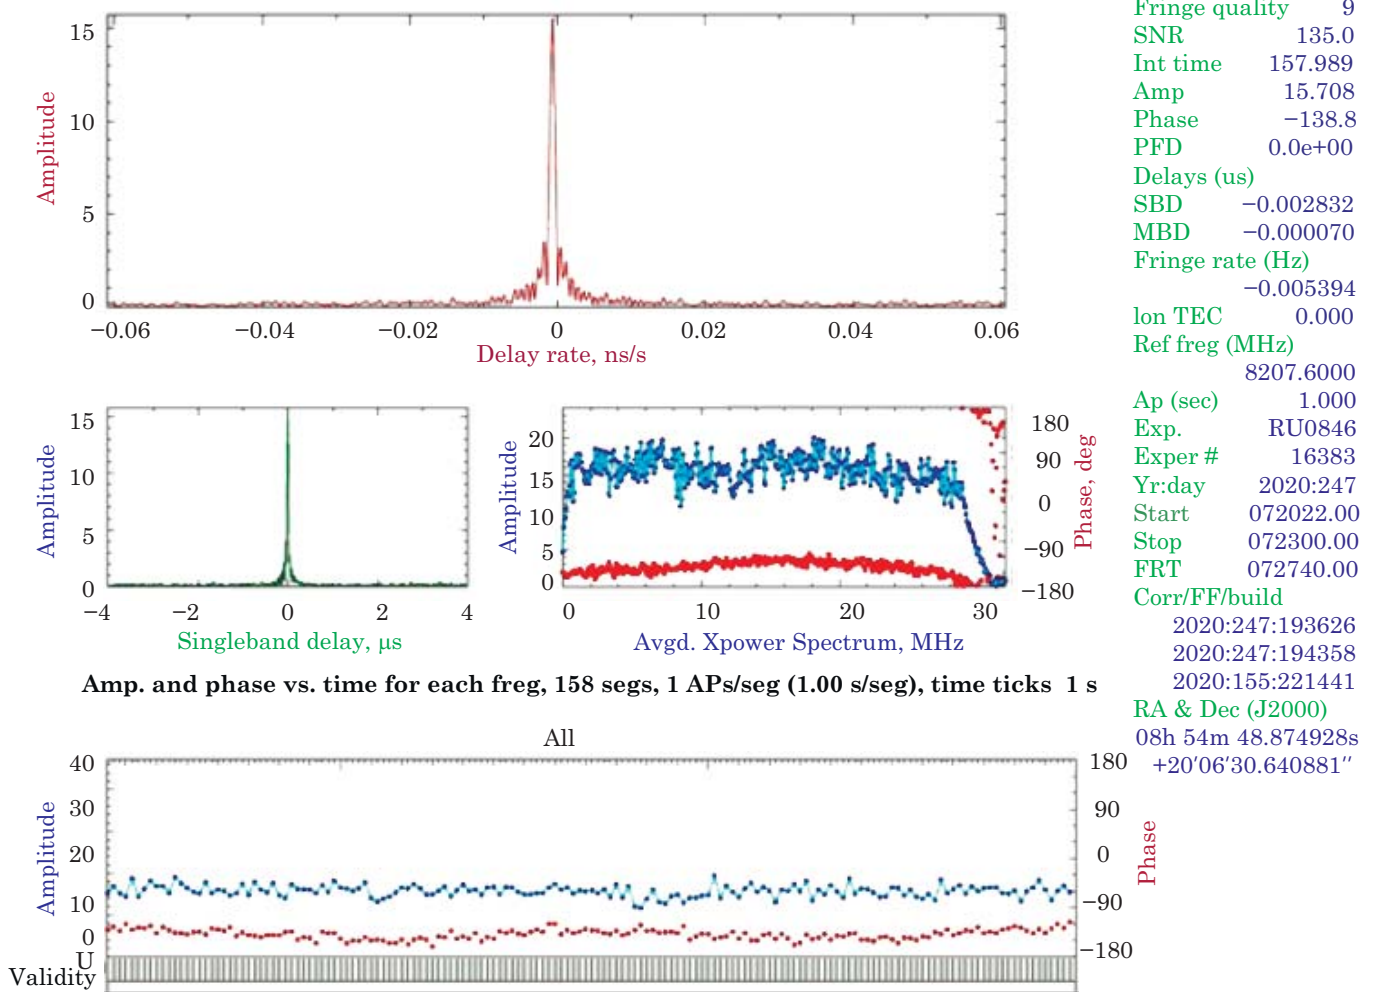 15
10
5
0
Amplitude
−0.06
−0.04
−0.02
0
0.02
0.04
0.06
Delay rate, ns/s
15
10
5
0
Amplitude
−4
−2
0
2
4
Singleband delay, μs
20
15
10
5
0
Amplitude
180
90
0
−90
−180
Phase, deg
0
10
20
30
Avgd. Xpower Spectrum, MHz
Amp. and phase vs. time for each freg, 158 segs, 1 APs/seg (1.00 s/seg), time ticks 1 s
All
40
30
20
10
0
Amplitude
180
90
0
−90
−180
Phase
U
Validity
Fringe quality 9
SNR 135.0
Int time 157.989
Amp 15.708
Phase −138.8
PFD 0.0e+00
Delays (us)
SBD −0.002832
MBD −0.000070
Fringe rate (Hz)
−0.005394
lon TEC 0.000
Ref freg (MHz)
8207.6000
Ap (sec) 1.000
Exp. RU0846
Exper # 16383
Yr:day 2020:247
Start 072022.00
Stop 072300.00
FRT 072740.00
Corr/FF/build
2020:247:193626
2020:247:194358
2020:155:221441
RA & Dec (J2000)
08h 54m 48.874928s
+20′06′30.640881′′